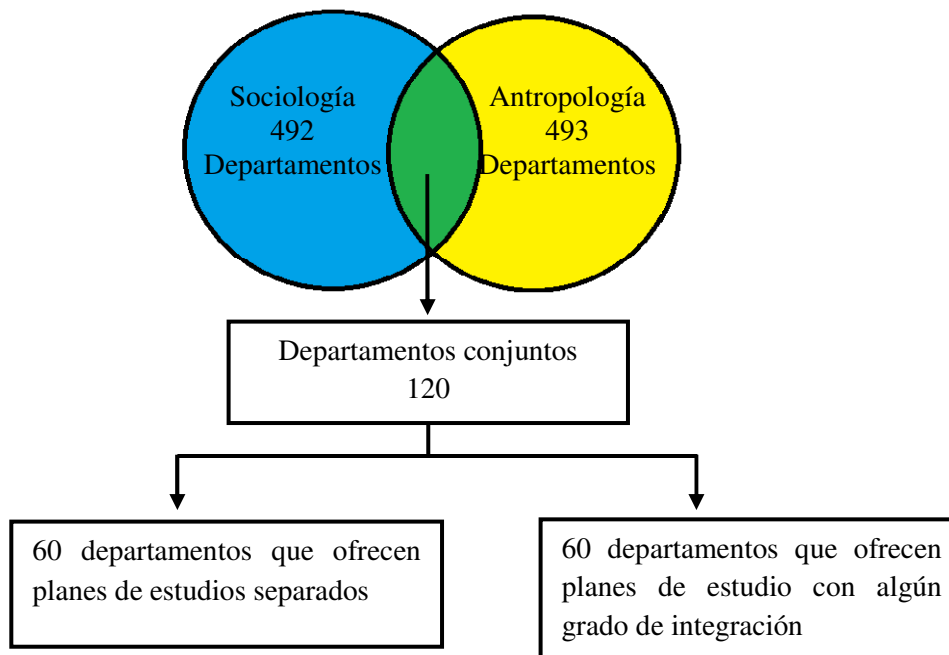 Sociología
492
Departamentos
Antropología
493
Departamentos
Departamentos conjuntos
120
60 departamentos que ofrecen
planes de estudios separados
60 departamentos que ofrecen
planes de estudio con algún
grado de integración